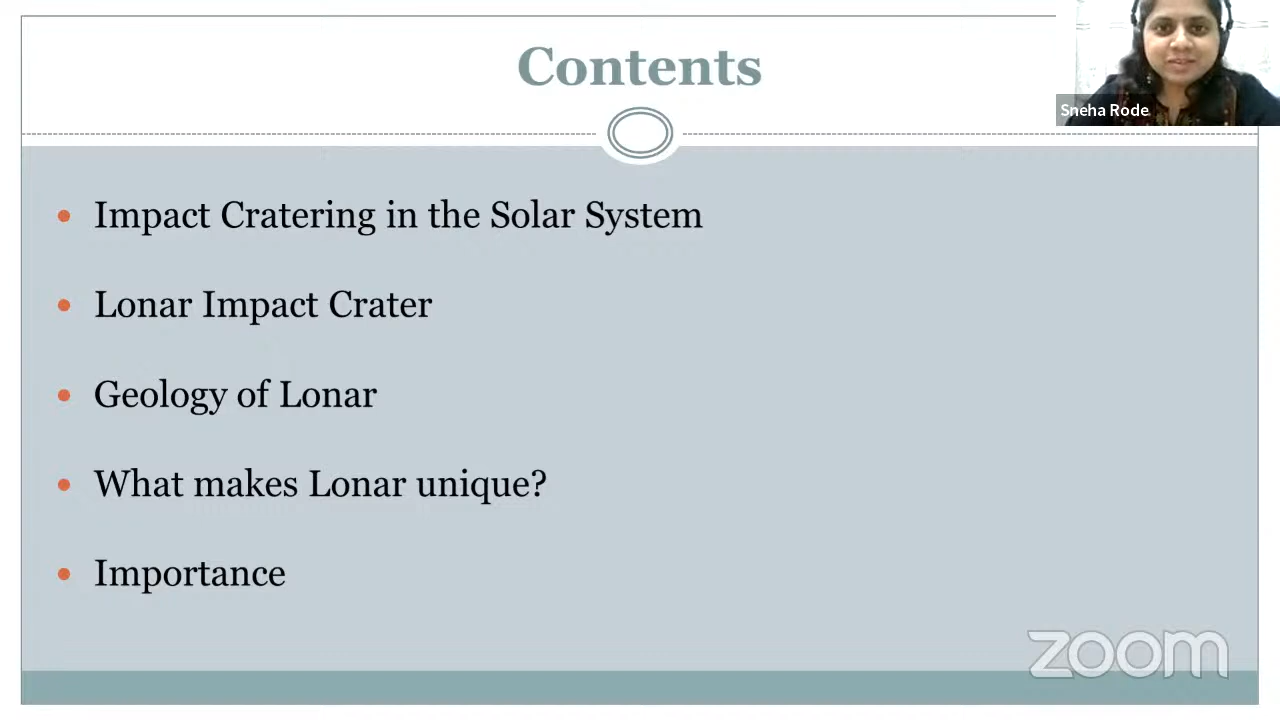 Contents
Sneha Rode
Impact Cratering in the Solar System
Lonar Impact Crater
Geology of Lonar
What makes Lonar unique?
Importance
zoom